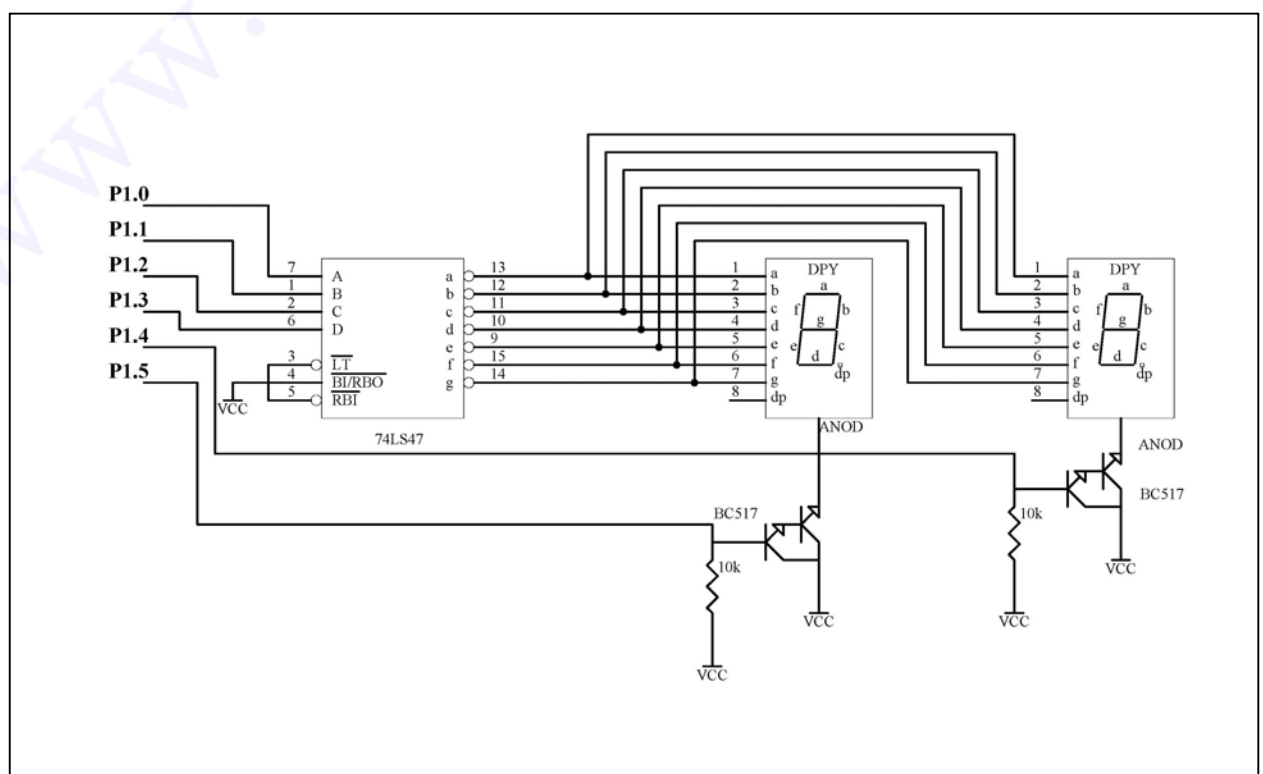 www.
P1.0
P1.1
P1.2
P1.3
P1.4
P1.5
7 A
1 B
2 C
6 D
3 LT
4 BI/RBO
5 RBI
VCC
a 13
b 12
c 11
d 10
e 9
f 15
g 14
74LS47
DPY
1 a
2 b
3 c
4 d
5 e
6 f
7 g
8 dp
a
f b
g
e c
d
dp
ANOD
DPY
1 a
2 b
3 c
4 d
5 e
6 f
7 g
8 dp
a
f b
g
e c
d
dp
ANOD
BC517
10k
VCC
VCC
BC517
10k
VCC
VCC